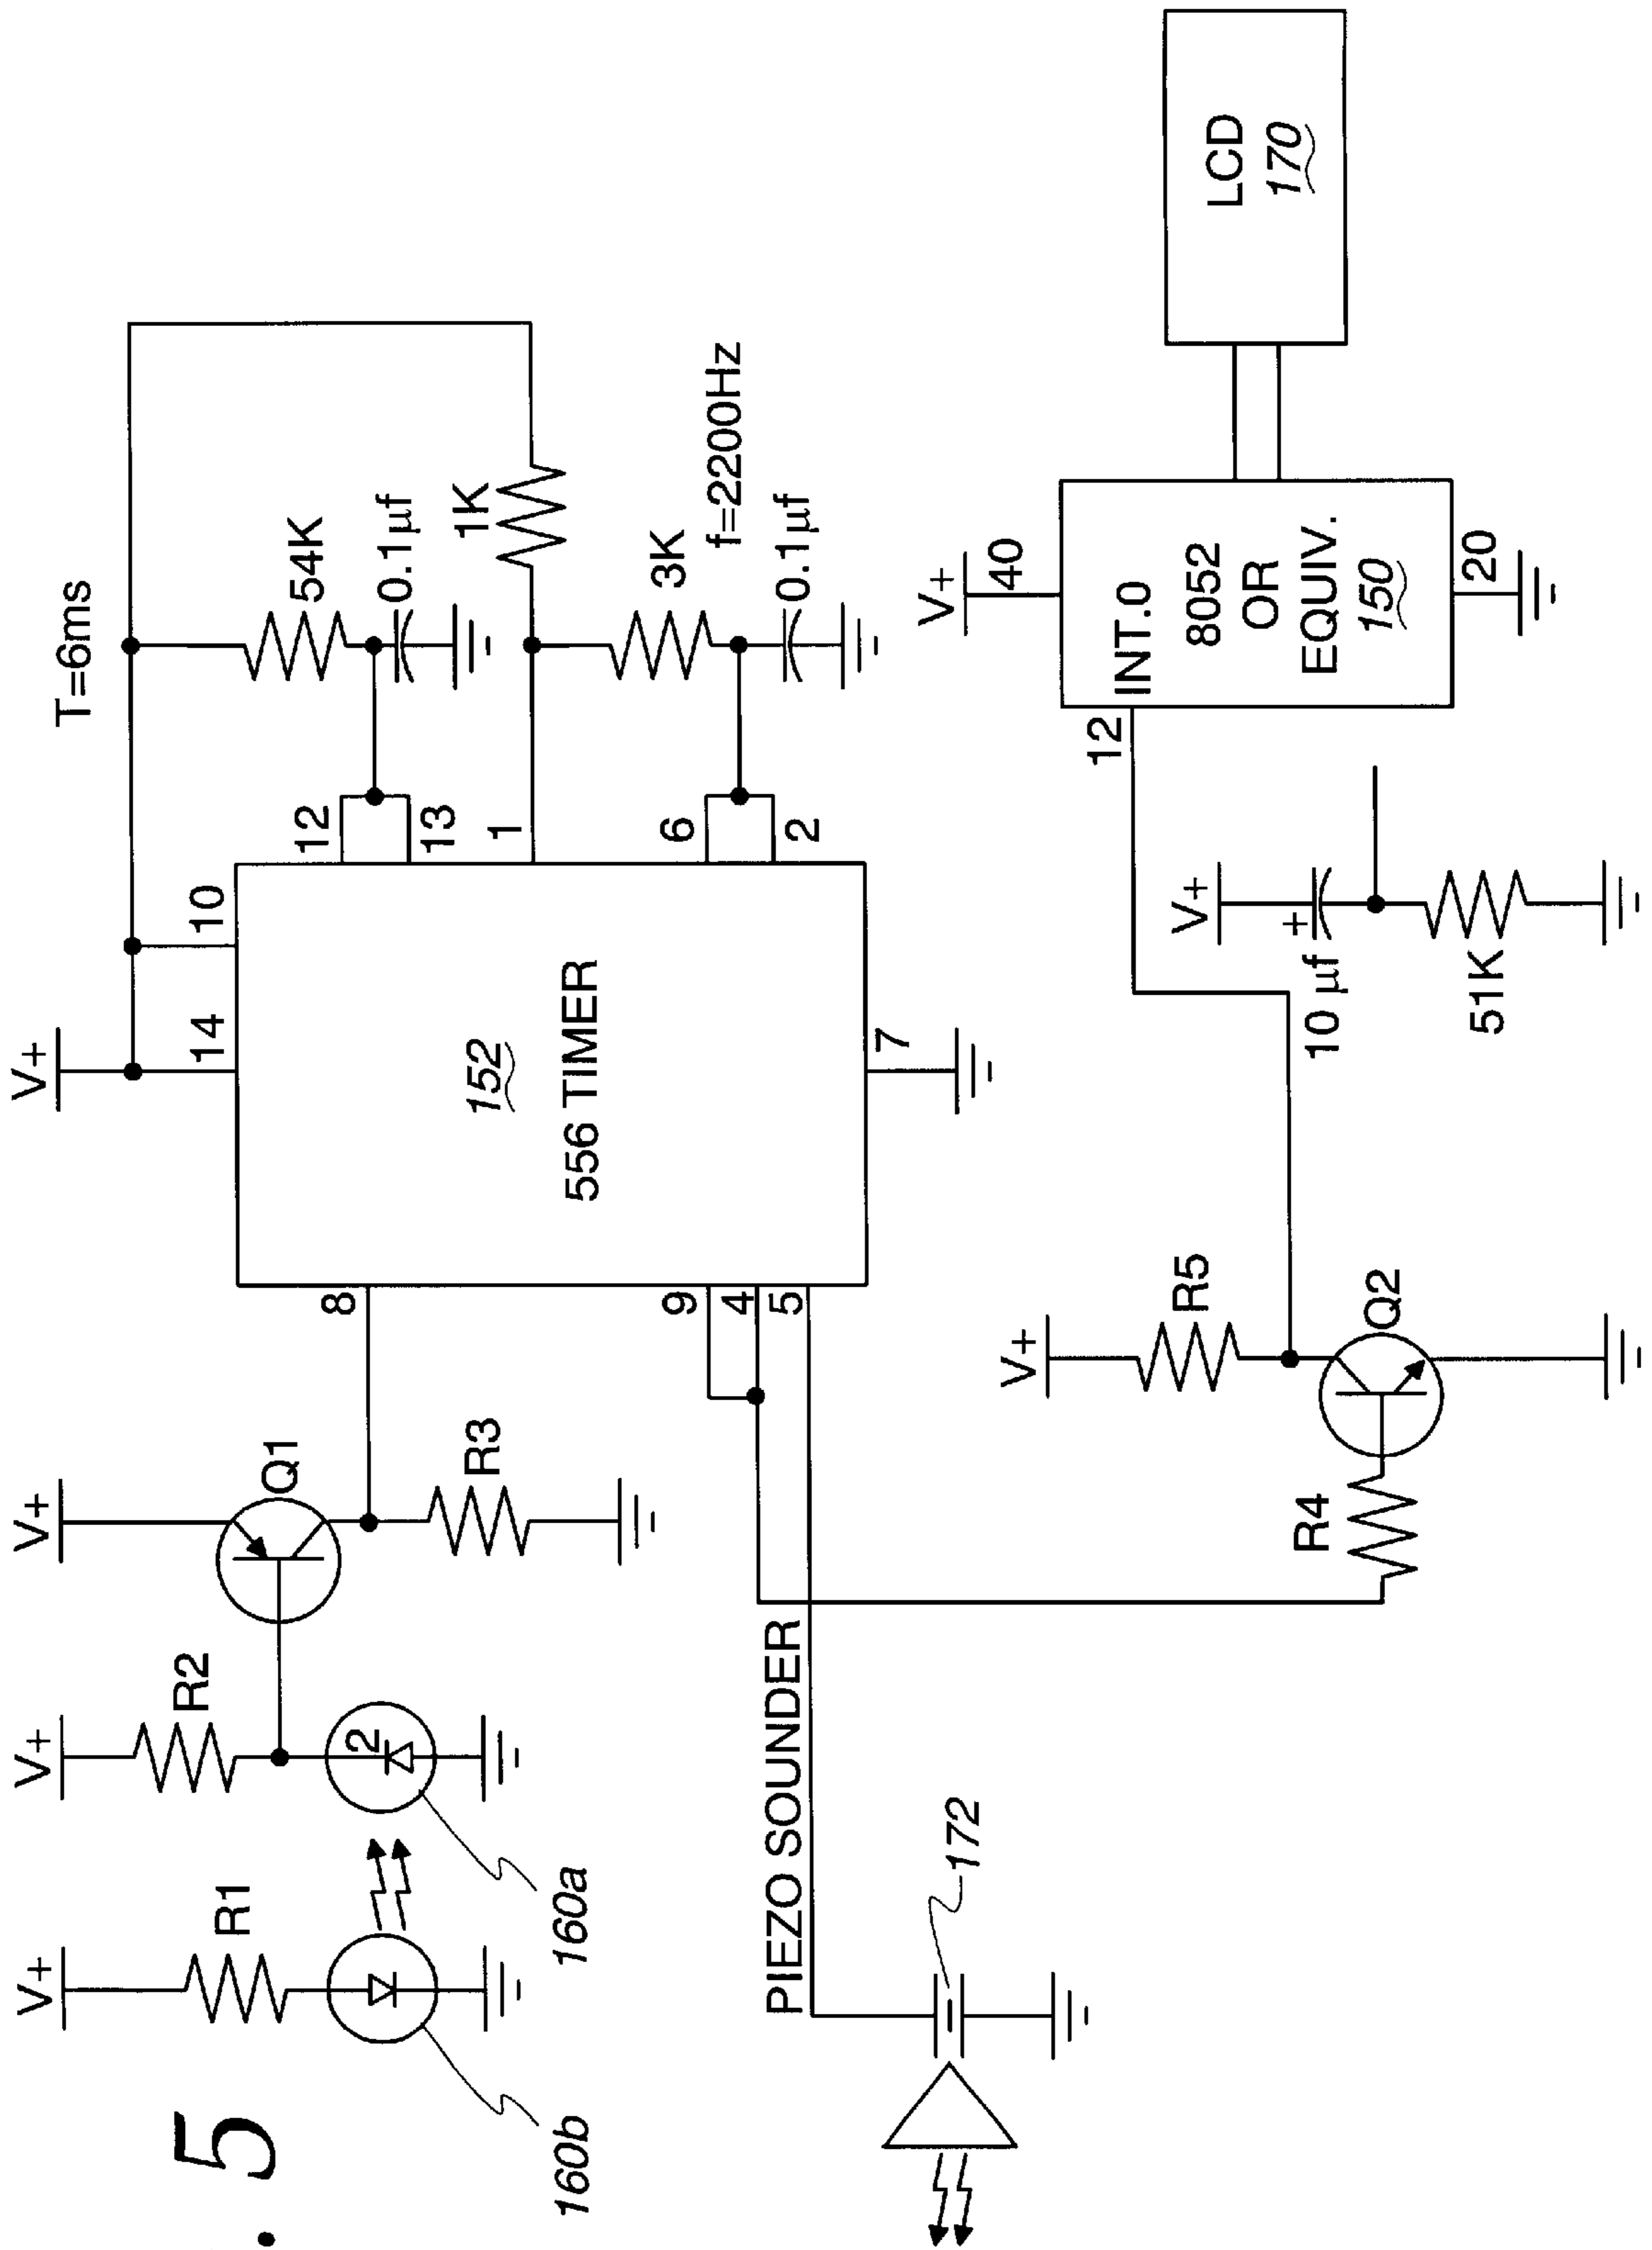 . 5
V+
R1
160b
V+
R2
2
160a
V+
Q1
R3
PIEZO SOUNDER
172
V+
14
10
8
9
4
5
152
556 TIMER
7
12
13
1
6
2
T=6ms
54K
0.1µf
1K
3K
f=2200Hz
0.1µf
R4
V+
R5
Q2
V+
+
10 µf
51K
12
V+
40
INT.0
8052
OR
EQUIV.
150
20
LCD
170